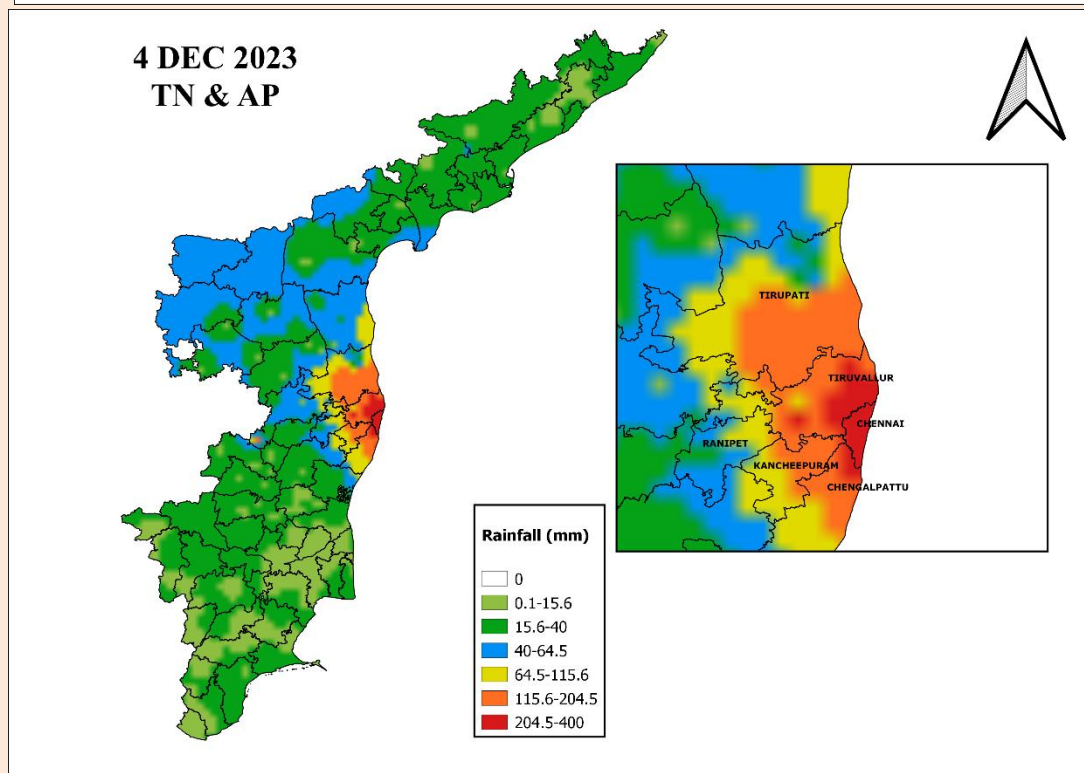 4 DEC 2023
TN & AP
TIRUPATI
TIRUVALLUR
CHENNAI
RANIPET
KANCHEEPURAM
CHENGALPATTU
Rainfall (mm)
0
0.1-15.6
15.6-40
40-64.5
64.5-115.6
115.6-204.5
204.5-400